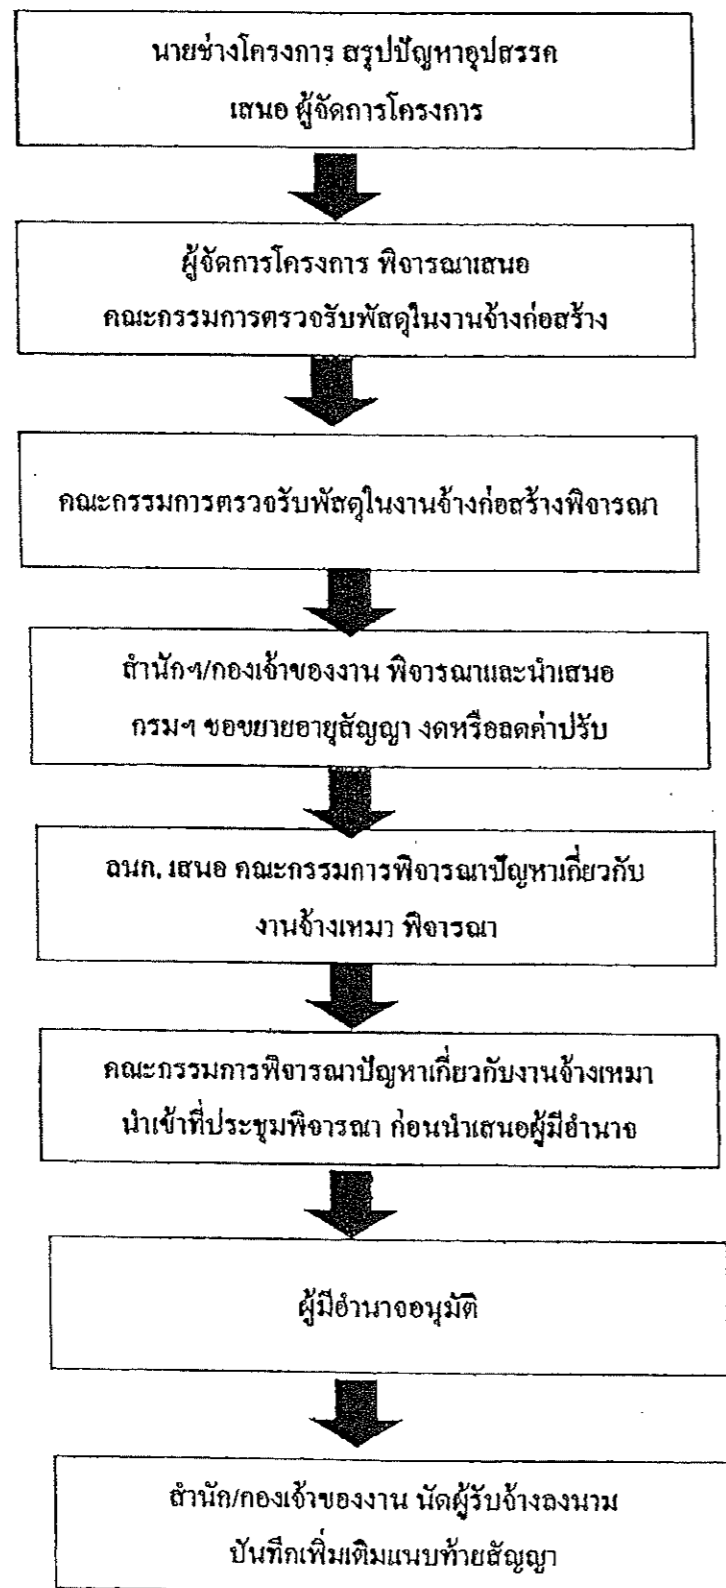 นายช่างโครงการ สรุปปัญหาอุปสรรค
เสนอ ผู้จัดการโครงการ
ผู้จัดการโครงการ พิจารณาเสนอ
คณะกรรมการตรวจรับพัสดุในงานจ้างก่อสร้าง
คณะกรรมการตรวจรับพัสดุในงานจ้างก่อสร้างพิจารณา
สำนักฯ/กองเจ้าของงาน พิจารณาและนำเสนอ
กรมฯ ขอขยายอายุสัญญา งดหรือลดค่าปรับ
ลนก. เสนอ คณะกรรมการพิจารณาปัญหาเกี่ยวกับ
งานจ้างเหมา พิจารณา
คณะกรรมการพิจารณาปัญหาเกี่ยวกับงานจ้างเหมา
นำเข้าที่ประชุมพิจารณา ก่อนนำเสนอผู้มีอำนาจ
ผู้มีอำนาจอนุมัติ
สำนัก/กองเจ้าของงาน นัดผู้รับจ้างลงนาม
บันทึกเพิ่มเติมแนบท้ายสัญญา